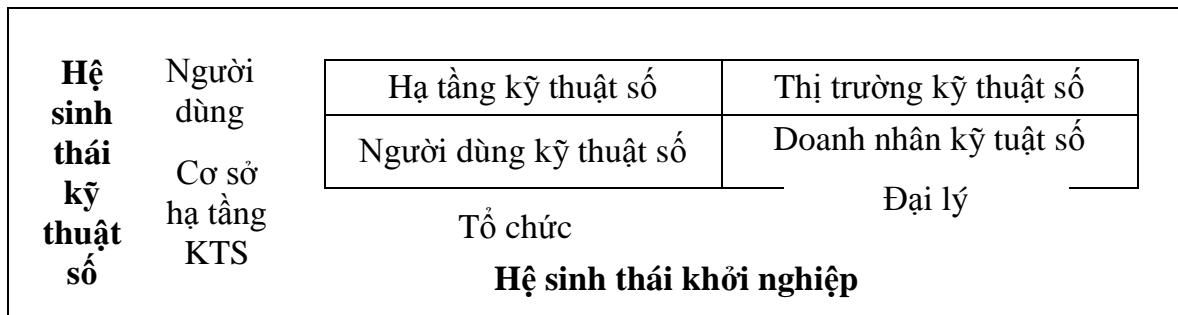 Hệ
sinh
thái
kỹ
thuật
số
Người
dùng
Cơ sở
hạ tầng
KTS
Hạ tầng kỹ thuật số
Thị trường kỹ thuật số
Người dùng kỹ thuật số
Doanh nhân kỹ tuật số
Tổ chức
Đại lý
Hệ sinh thái khởi nghiệp